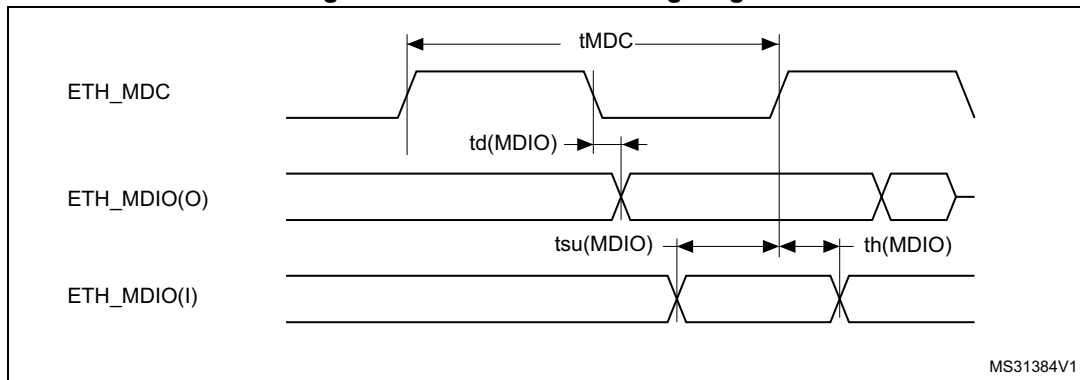 tMDC
ETH_MDC
td(MDIO)
ETH_MDIO(O)
tsu(MDIO)
th(MDIO)
ETH_MDIO(I)
MS31384V1